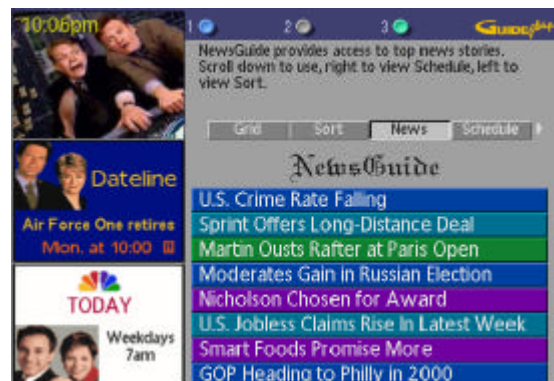 10:06pm
1 2 3 GUIDE plus+
NewsGuide provides access to top news stories.
Scroll down to use, right to view Schedule, left to
view Sort.
Grid Sort News Schedule
NewsGuide
U.S. Crime Rate Falling
Sprint Offers Long-Distance Deal
Martin Ousts Rafter at Paris Open
Moderates Gain in Russian Election
Nicholson Chosen for Award
U.S. Jobless Claims Rise In Latest Week
Smart Foods Promise More
GOP Heading to Philly in 2000
Dateline
Air Force One retires
Mon. at 10:00
TODAY
Weekdays
7am